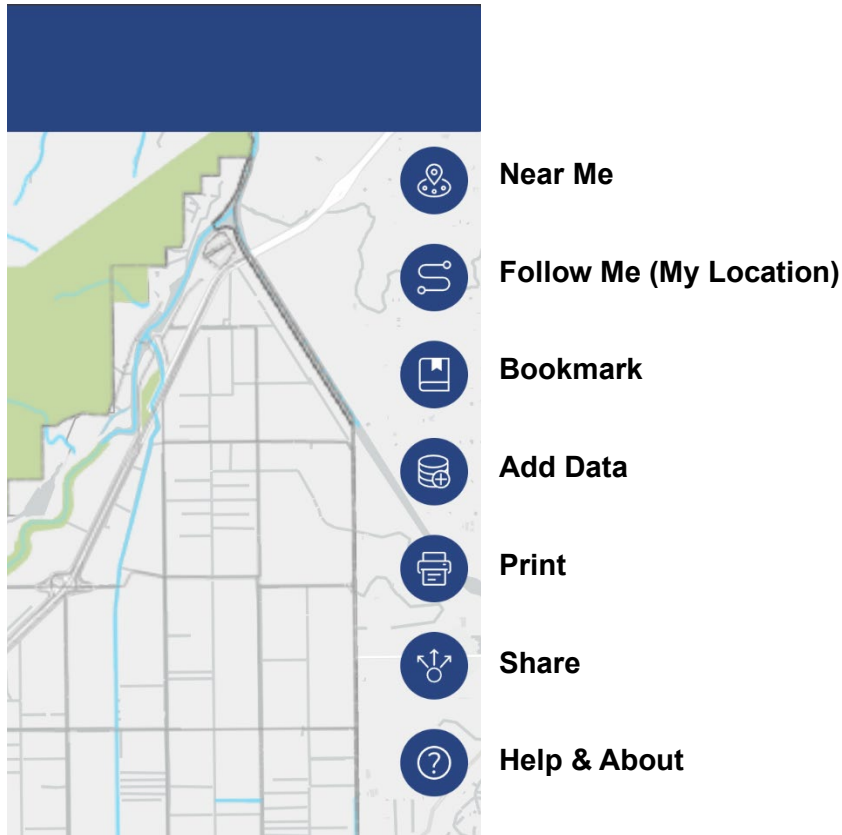 Near Me
Follow Me (My Location)
Bookmark
Add Data
Print
Share
Help & About